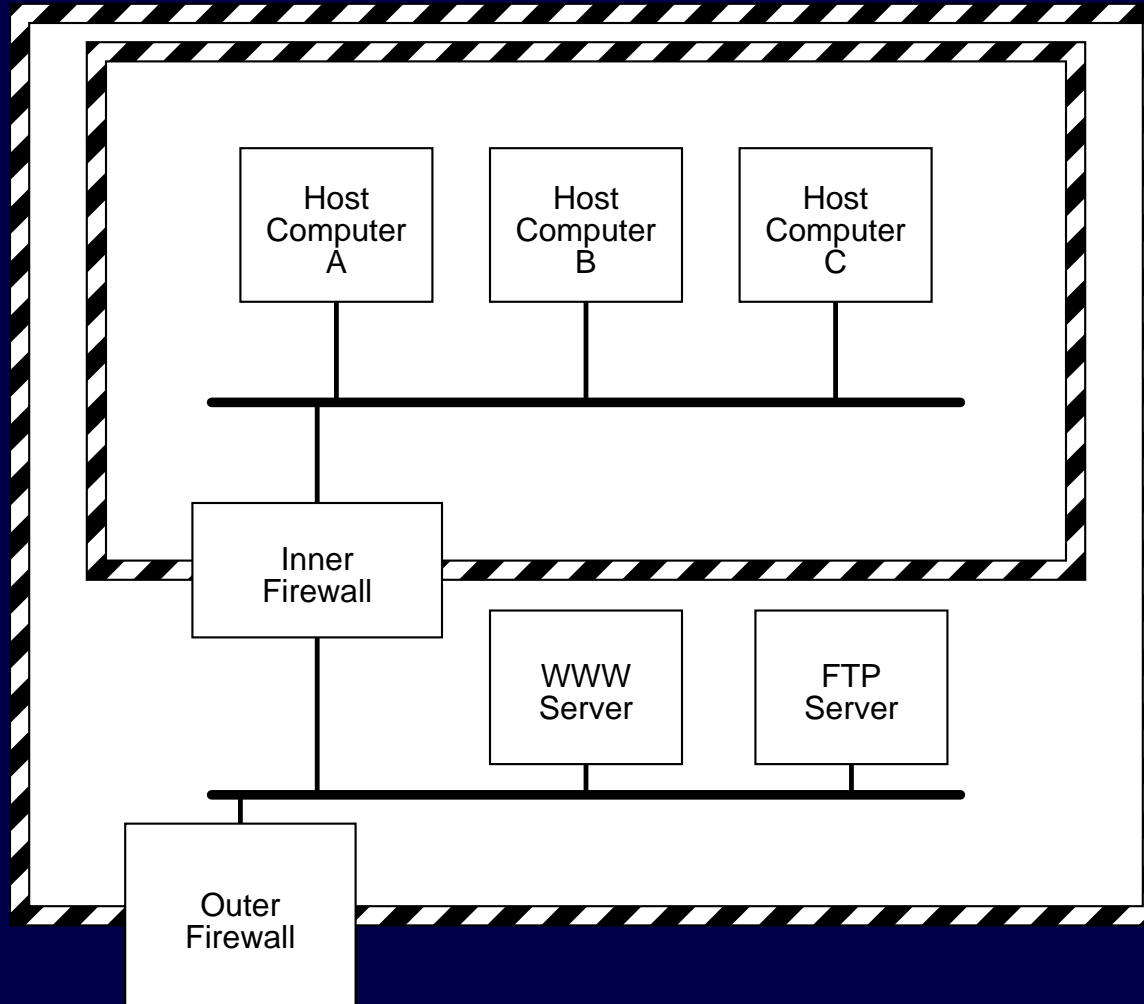 Host
Computer
A
Host
Computer
B
Host
Computer
C
Inner
Firewall
WWW
Server
FTP
Server
Outer
Firewall